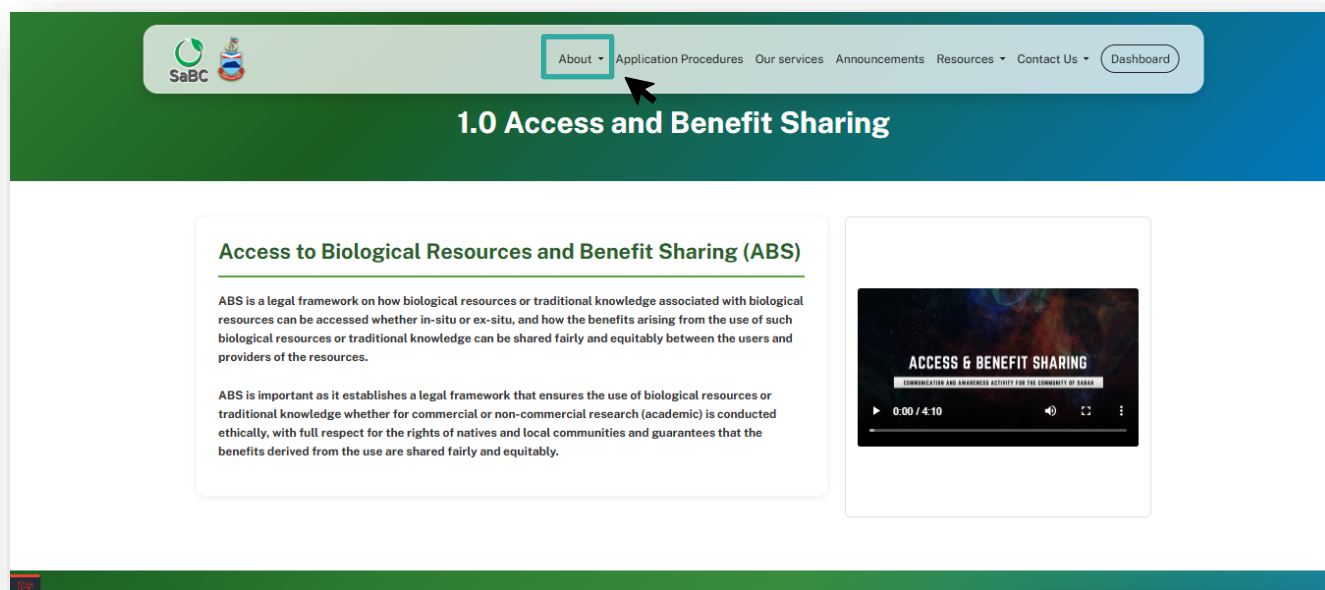 SaBC
About
Application Procedures
Our services
Announcements
Resources
Contact Us
Dashboard
1.0 Access and Benefit Sharing
Access to Biological Resources and Benefit Sharing (ABS)
ABS is a legal framework on how biological resources or traditional knowledge associated with biological
resources can be accessed whether in-situ or ex-situ, and how the benefits arising from the use of such
biological resources or traditional knowledge can be shared fairly and equitably between the users and
providers of the resources.
ABS is important as it establishes a legal framework that ensures the use of biological resources or
traditional knowledge whether for commercial or non-commercial research (academic) is conducted
ethically, with full respect for the rights of natives and local communities and guarantees that the
benefits derived from the use are shared fairly and equitably.
ACCESS & BENEFIT SHARING
COMMUNICATION AND AWARENESS ACTIVITY FOR THE COMMUNITY OF SABAH
0:00 / 4:10